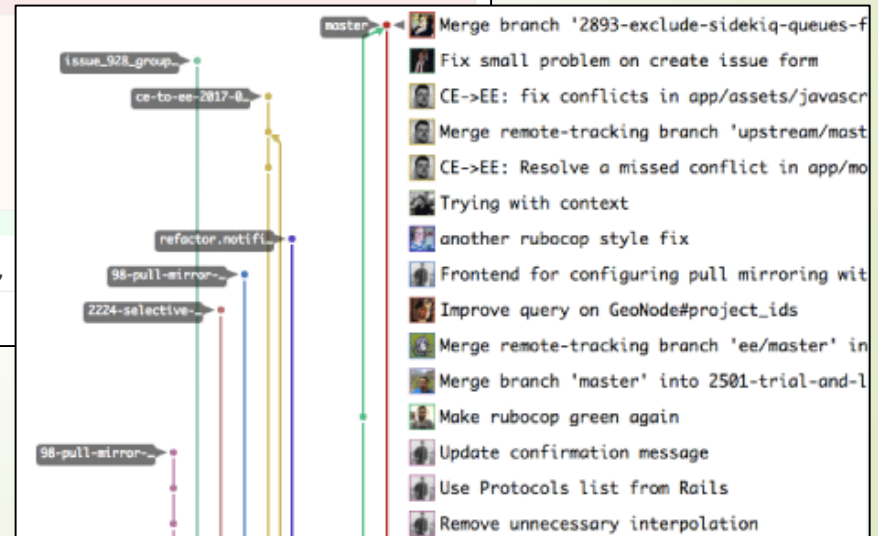 master
Merge branch '2893-exclude-sidekiq-queues-f
issue_928_group…
Fix small problem on create issue form
ce-to-ee-2017-0…
CE->EE: fix conflicts in app/assets/javascr
Merge remote-tracking branch 'upstream/mast
CE->EE: Resolve a missed conflict in app/mo
Trying with context
refactor.notifi…
another rubocop style fix
98-pull-mirror-…
Frontend for configuring pull mirroring wit
2224-selective-…
Improve query on GeoNode#project_ids
Merge remote-tracking branch 'ee/master' in
Merge branch 'master' into 2501-trial-and-l
Make rubocop green again
98-pull-mirror-…
Update confirmation message
Use Protocols list from Rails
Remove unnecessary interpolation